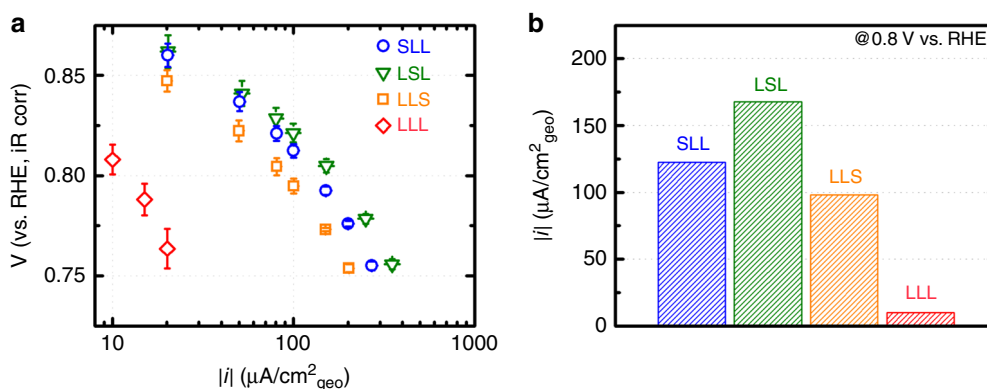 a
V (vs. RHE, iR corr)
0.85
0.80
0.75
SLL
LSL
LLS
LLL
10
100
1000
|i| (μA/cm²geo)
b
@0.8 V vs. RHE
|i| (μA/cm²geo)
200
150
100
50
0
SLL
LSL
LLS
LLL